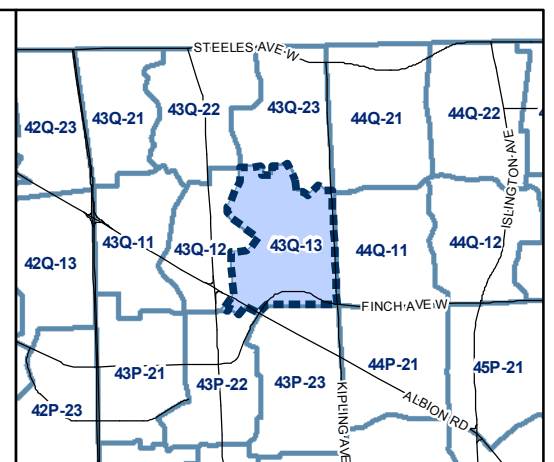 STEELES AVE W
42Q-23
43Q-21
43Q-22
43Q-23
44Q-21
44Q-22
ISLINGTON AVE
42Q-13
43Q-11
43Q-12
43Q-13
44Q-11
44Q-12
FINCH AVE W
42P-23
43P-21
43P-22
43P-23
44P-21
45P-21
KIPLING AVE
ALBION RD